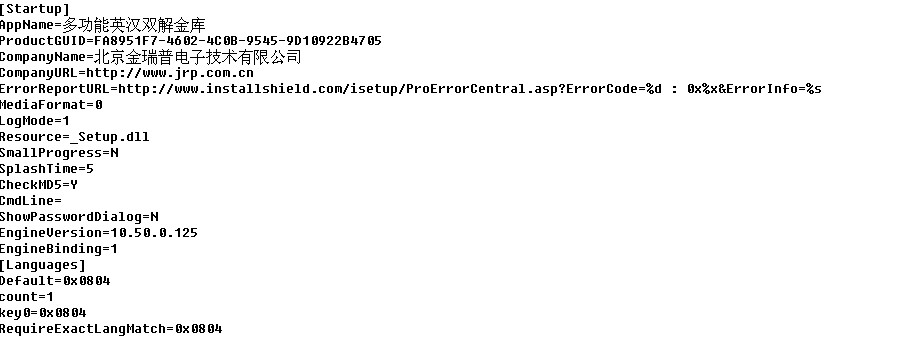 [Startup]
AppName=多功能英汉双解金库
ProductGUID=FA8951F7-4602-4C0B-9545-9D10922B4705
CompanyName=北京金瑞普电子技术有限公司
CompanyURL=http://www.jrp.com.cn
ErrorReportURL=http://www.installshield.com/isetup/ProErrorCentral.asp?ErrorCode=%d : 0x%x&ErrorInfo=%s
MediaFormat=0
LogMode=1
Resource=_Setup.dll
SmallProgress=N
SplashTime=5
CheckMD5=Y
CmdLine=
ShowPasswordDialog=N
EngineVersion=10.50.0.125
EngineBinding=1
[Languages]
Default=0x0804
count=1
key0=0x0804
RequireExactLangMatch=0x0804